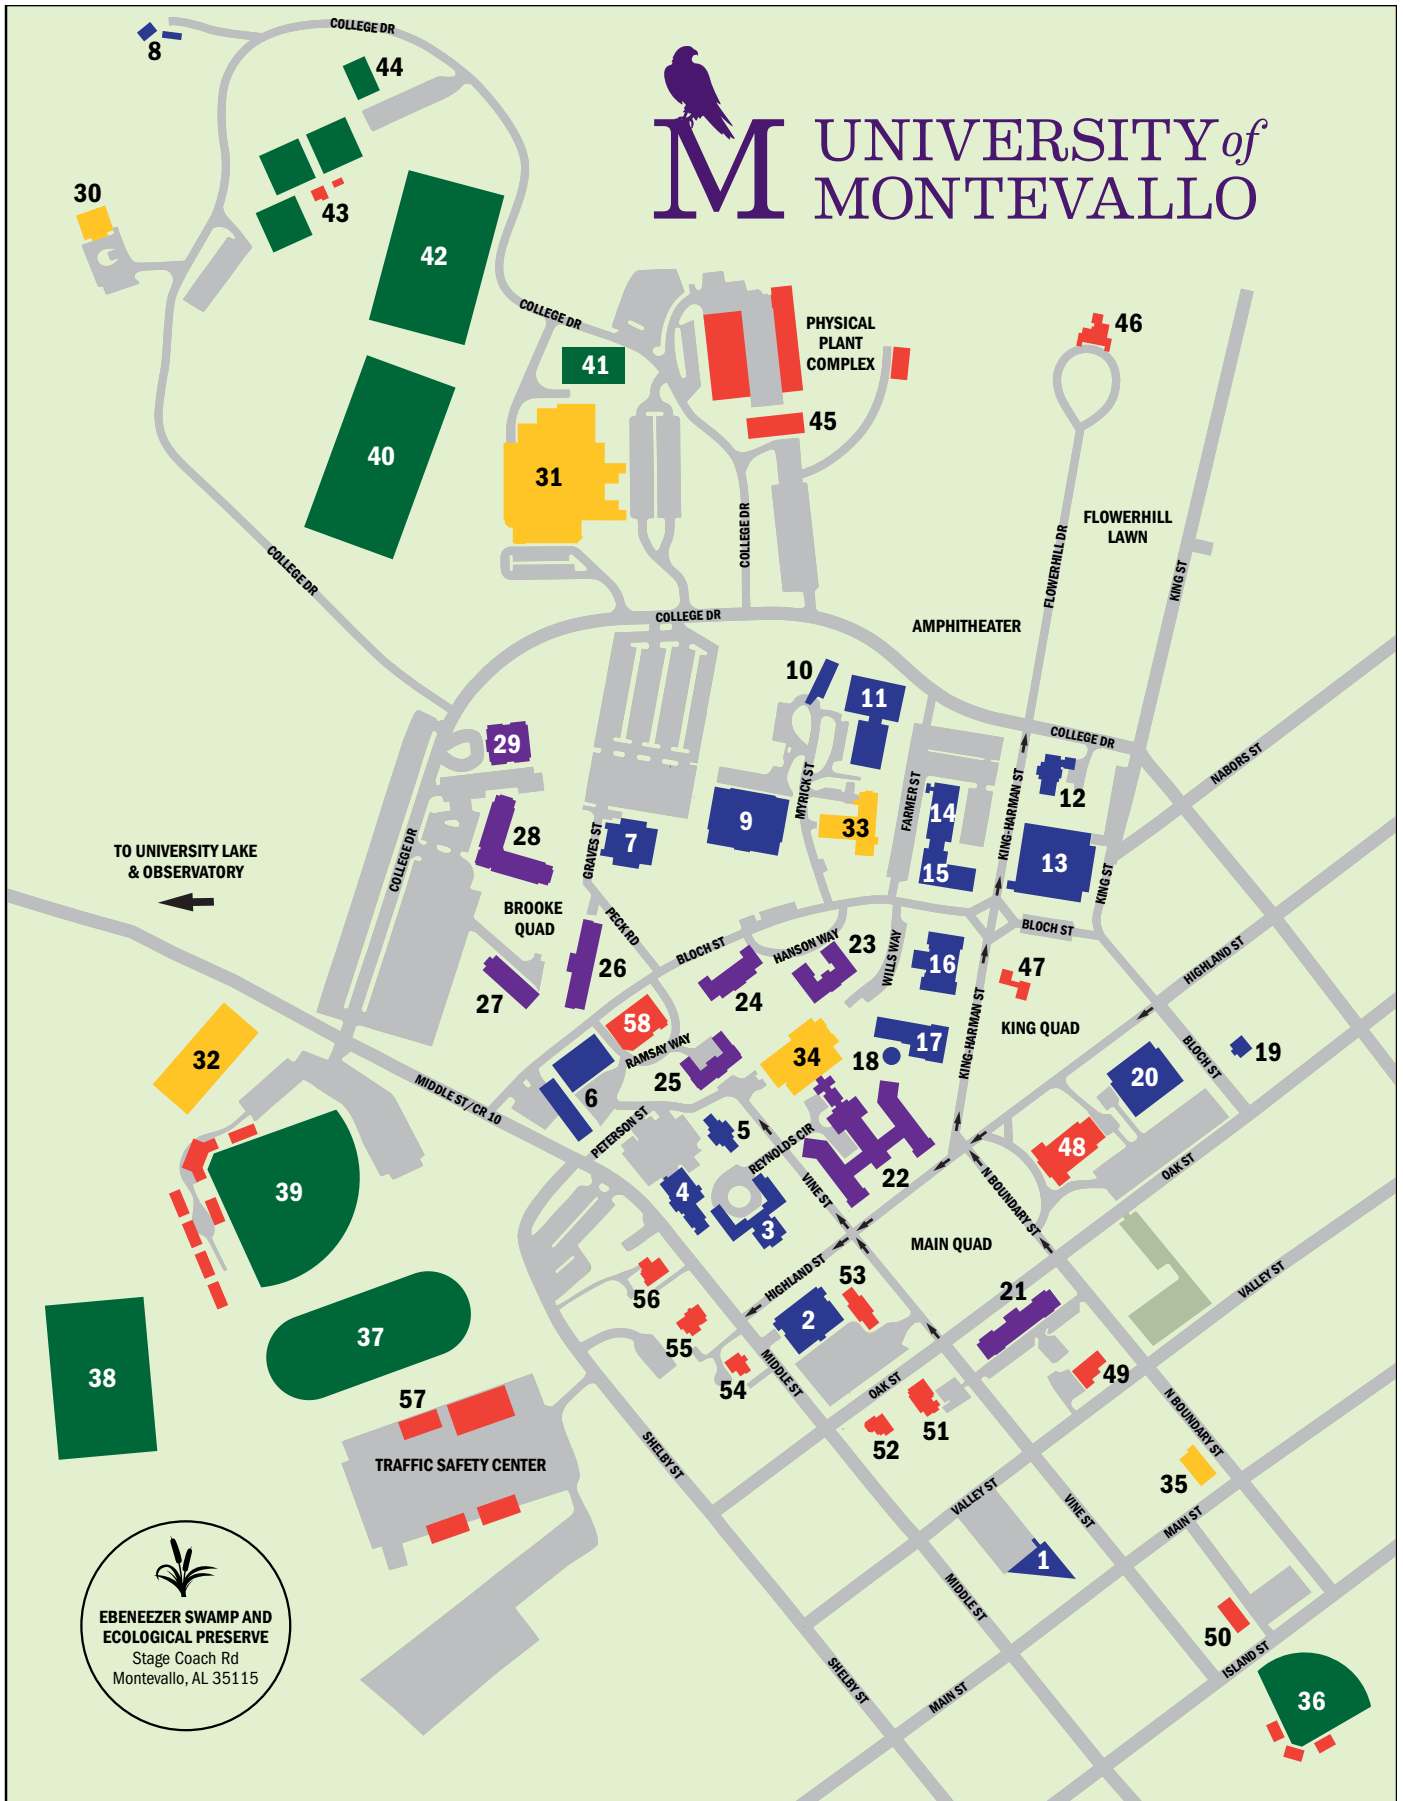 COLLEGE DR
8
44
UNIVERSITY of
M
MONTEVALLO
30
43
42
COLLEGE DR
PHYSICAL
PLANT
COMPLEX
46
41
45
40
31
FLOWERHILL
LAWN
COLLEGE DR
COLLEGE DR
FLOWERHILL DR
KING ST
COLLEGE DR
AMPHITHEATER
10
11
29
COLLEGE DR
NABORS ST
12
MYRICK ST
FARMER ST
KING-HARMAN ST
28
7
9
33
14
13
15
TO UNIVERSITY LAKE
& OBSERVATORY
COLLEGE DR
GRAVES ST
KING ST
BROOKE
QUAD
PECK RD
BLOCH ST
HANSON WAY
23
WILLS WAY
BLOCH ST
HIGHLAND ST
26
27
24
16
47
KING QUAD
58
RAMSAY WAY
34
18
17
KING-HARMAN ST
BLOCH ST
19
20
32
25
6
MIDDLE ST/CR 10
PETERSON ST
5
REYNOLDS CIR
48
OAK ST
39
4
3
VINE ST
22
N BOUNDARY ST
MAIN QUAD
HIGHLAND ST
VALLEY ST
56
53
21
2
55
37
38
54
MIDDLE ST
OAK ST
49
57
51
52
N BOUNDARY ST
TRAFFIC SAFETY CENTER
SHELBY ST
35
VALLEY ST
VINE ST
MAIN ST
1
EBENEEZER SWAMP AND
ECOLOGICAL PRESERVE
Stage Coach Rd
Montevallo, AL 35115
MIDDLE ST
50
ISLAND ST
SHELBY ST
MAIN ST
36